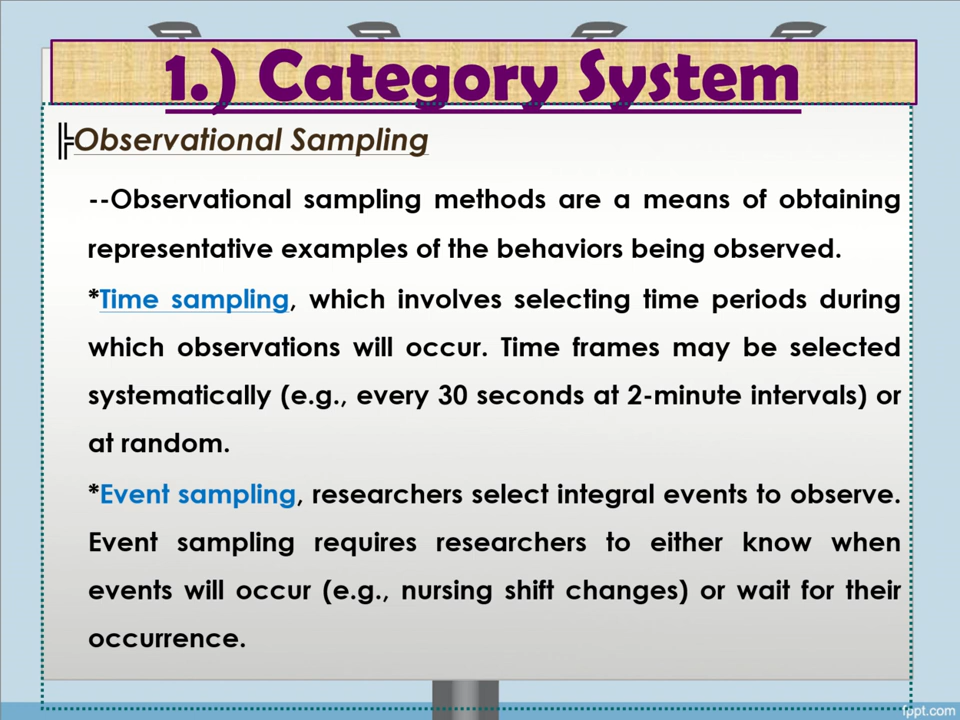 1.) Category System
╠Observational Sampling
--Observational sampling methods are a means of obtaining
representative examples of the behaviors being observed.
*Time sampling, which involves selecting time periods during
which observations will occur. Time frames may be selected
systematically (e.g., every 30 seconds at 2-minute intervals) or
at random.
*Event sampling, researchers select integral events to observe.
Event sampling requires researchers to either know when
events will occur (e.g., nursing shift changes) or wait for their
occurrence.
fppt.com